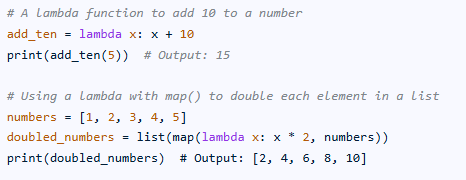 # A lambda function to add 10 to a number
add_ten = lambda x: x + 10
print(add_ten(5))  # Output: 15

# Using a lambda with map() to double each element in a list
numbers = [1, 2, 3, 4, 5]
doubled_numbers = list(map(lambda x: x * 2, numbers))
print(doubled_numbers)  # Output: [2, 4, 6, 8, 10]